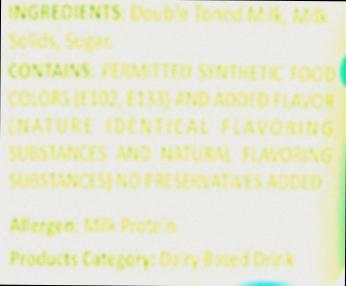 INGREDIENTS: Double Toned Milk, Milk
Solids, Sugar.
CONTAINS: PERMITTED SYNTHETIC FOOD
COLORS (E102, E133) AND ADDED FLAVOR
(NATURE IDENTICAL FLAVORING
SUBSTANCES AND NATURAL FLAVORING
SUBSTANCES) NO PRESERVATIVES ADDED
Allergen: Milk Protein
Products Category: Dairy Based Drink